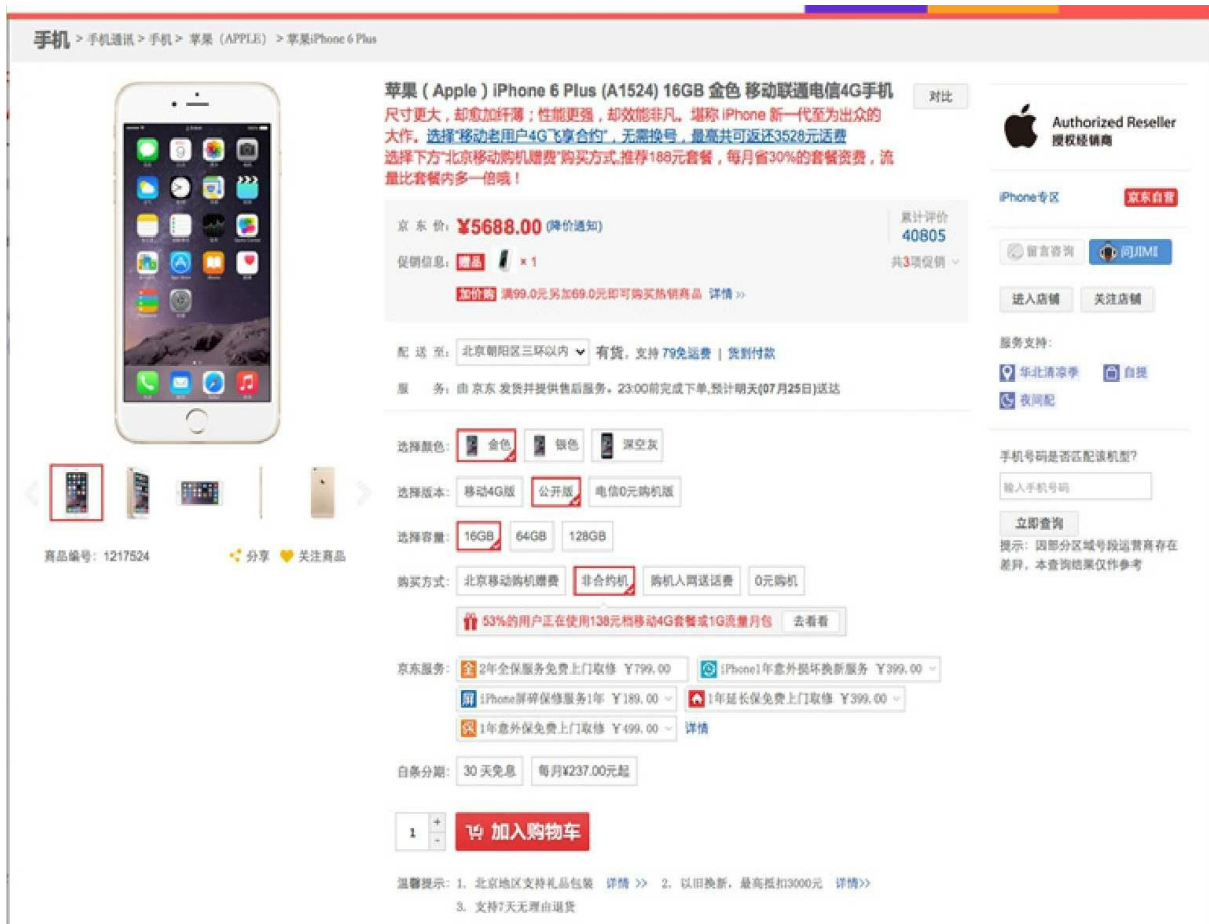 手机 > 手机通讯 > 手机 > 苹果（APPLE） > 苹果iPhone 6 Plus
苹果（Apple）iPhone 6 Plus (A1524) 16GB 金色 移动联通电信4G手机
对比
尺寸更大，却愈加纤薄；性能更强，却效能非凡。堪称 iPhone 新一代至为出众的
大作。选择“移动老用户4G飞享合约”，无需换号，最高共可返还3528元话费
选择下方“北京移动购机赠费”购买方式,推荐188元套餐，每月省30%的套餐资费，流
量比套餐内多一倍哦！
京 东 价: ¥5688.00 (降价通知)
累计评价
40805
促销信息: 赠品 × 1
共3项促销
加价购 满99.0元另加69.0元即可购买热销商品 详情 >>
配 送 至: 北京朝阳区三环以内 有货, 支持 79免运费 | 货到付款
服 务: 由 京东 发货并提供售后服务。23:00前完成下单,预计明天(07月25日)送达
选择颜色: 金色 银色 深空灰
选择版本: 移动4G版 公开版 电信0元购机版
选择容量: 16GB 64GB 128GB
购买方式: 北京移动购机赠费 非合约机 购机入网送话费 0元购机
53%的用户正在使用138元档移动4G套餐或1G流量月包 去看看
京东服务: 全 2年全保服务免费上门取修 ￥799.00 iPhone1年意外损坏换新服务 ￥399.00
屏 iPhone屏碎保修服务1年 ￥189.00 1年延长保免费上门取修 ￥399.00
保 1年意外保免费上门取修 ￥499.00 详情
白条分期: 30 天免息 每月¥237.00元起
1 + - 加入购物车
温馨提示: 1. 北京地区支持礼品包装 详情 >> 2. 以旧换新，最高抵扣3000元 详情>>
3. 支持7天无理由退货
商品编号: 1217524 分享 关注商品
Authorized Reseller
授权经销商
iPhone专区 京东自营
留言咨询 问JIMI
进入店铺 关注店铺
服务支持:
华北清凉季 自提
夜间配
手机号码是否匹配该机型?
输入手机号码
立即查询
提示: 因部分区域号段运营商存在
差异, 本查询结果仅作参考